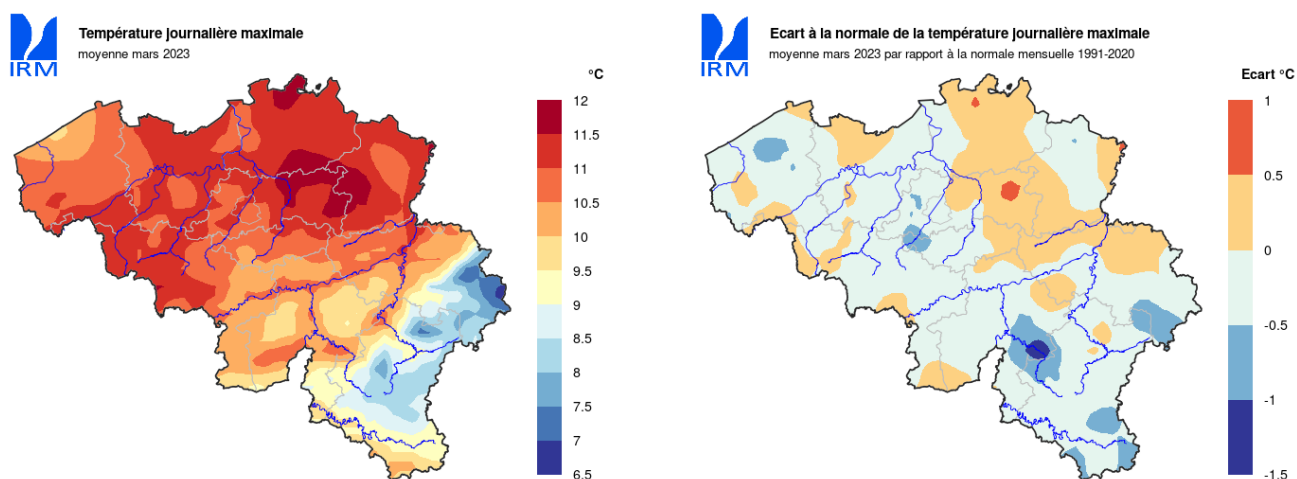 Température journalière maximale
moyenne mars 2023
IRM
°C
12
11.5
11
10.5
10
9.5
9
8.5
8
7.5
7
6.5
Ecart à la normale de la température journalière maximale
moyenne mars 2023 par rapport à la normale mensuelle 1991-2020
IRM
Ecart °C
1
0.5
0
-0.5
-1
-1.5